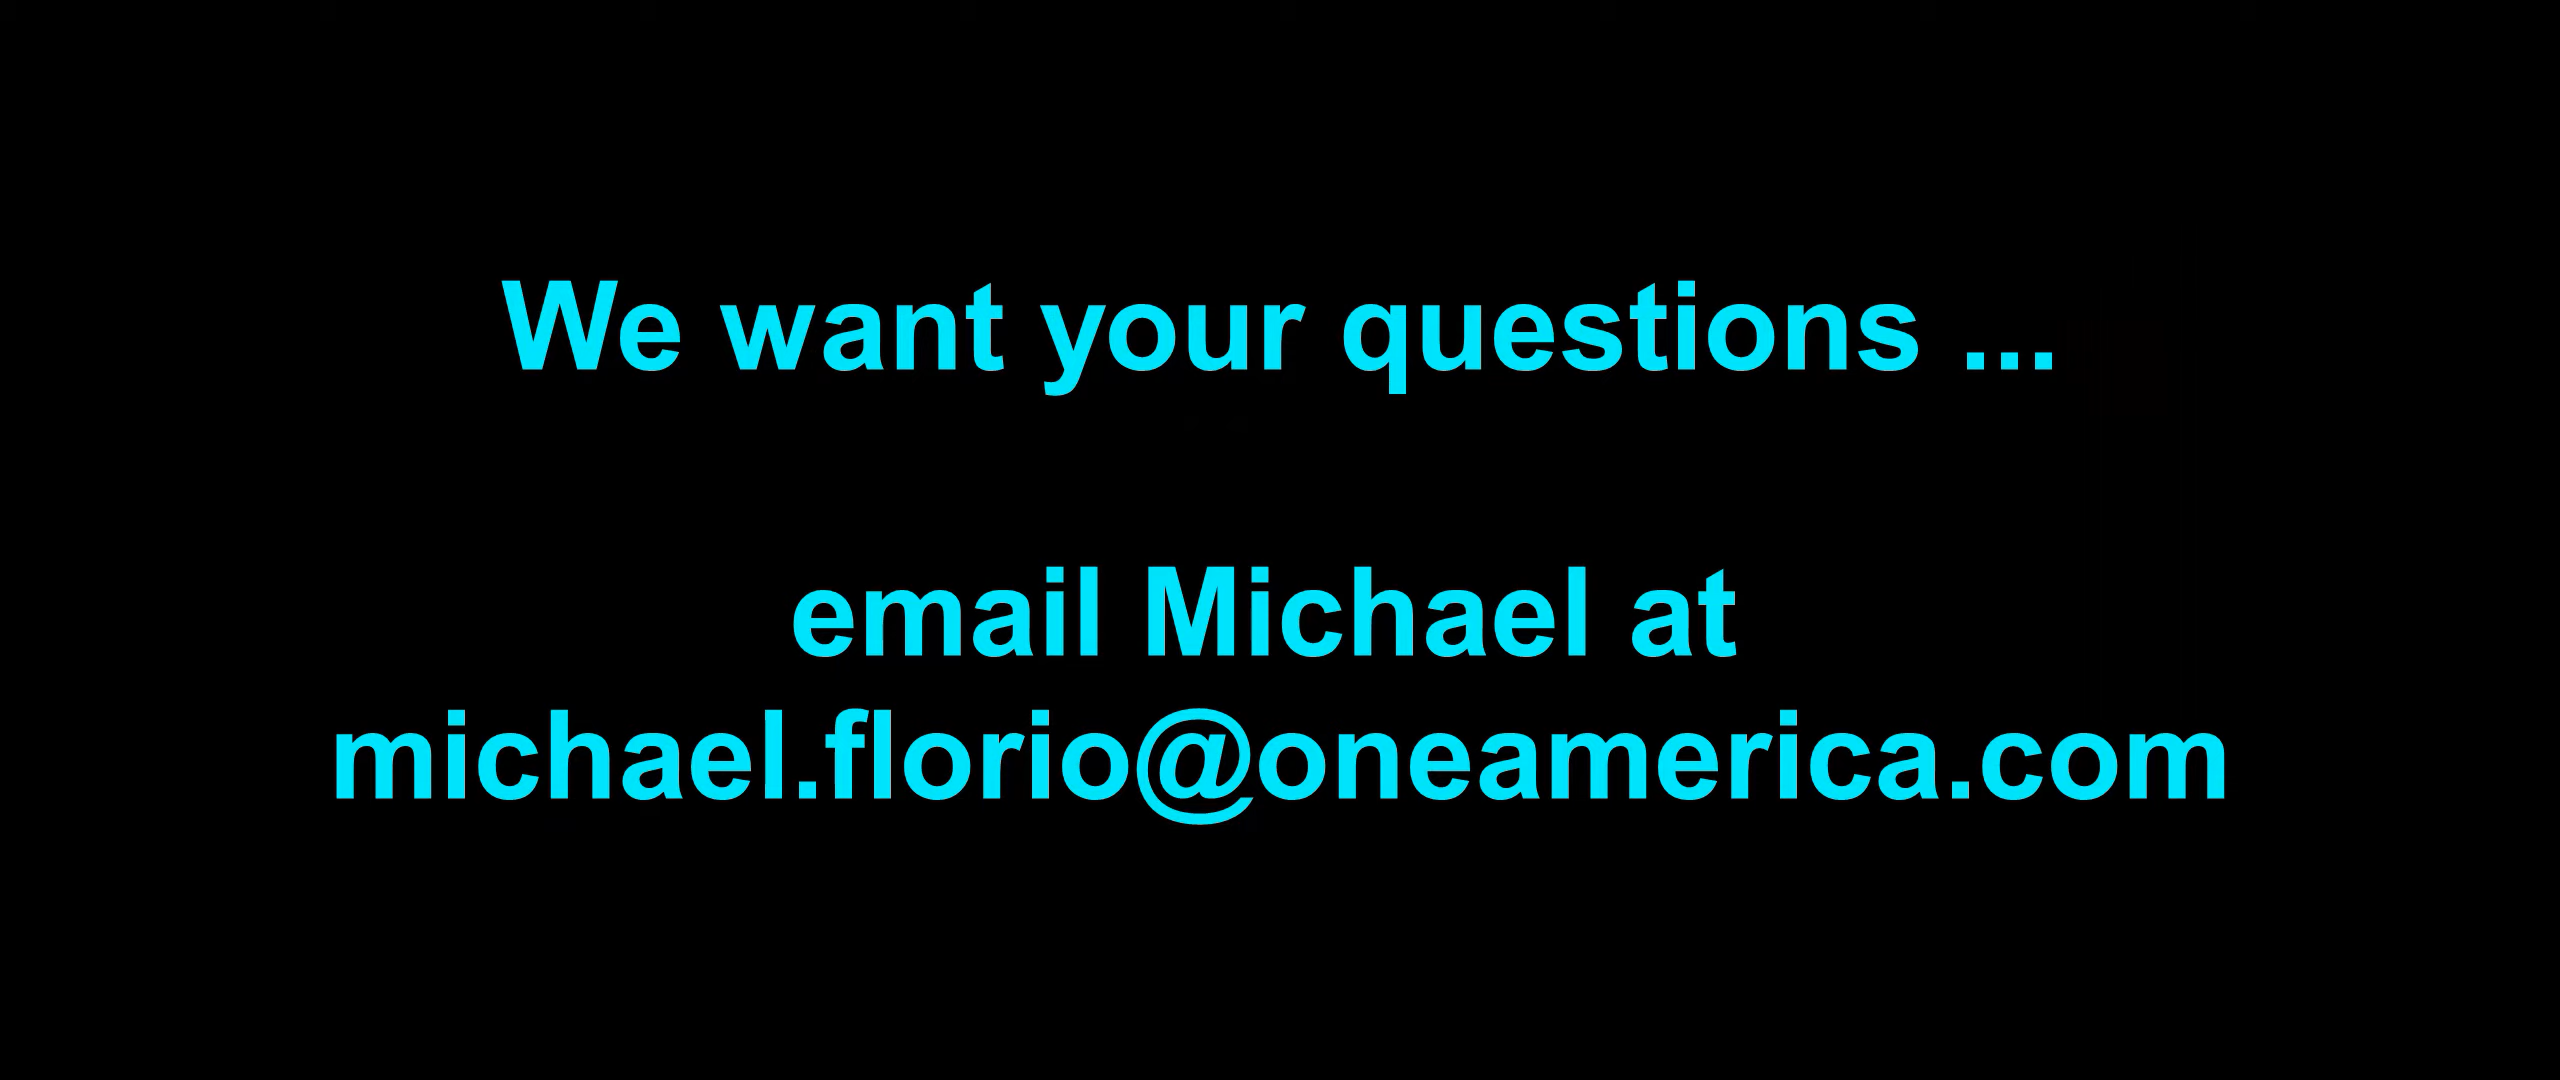 We want your questions ...
email Michael at
michael.florio@oneamerica.com